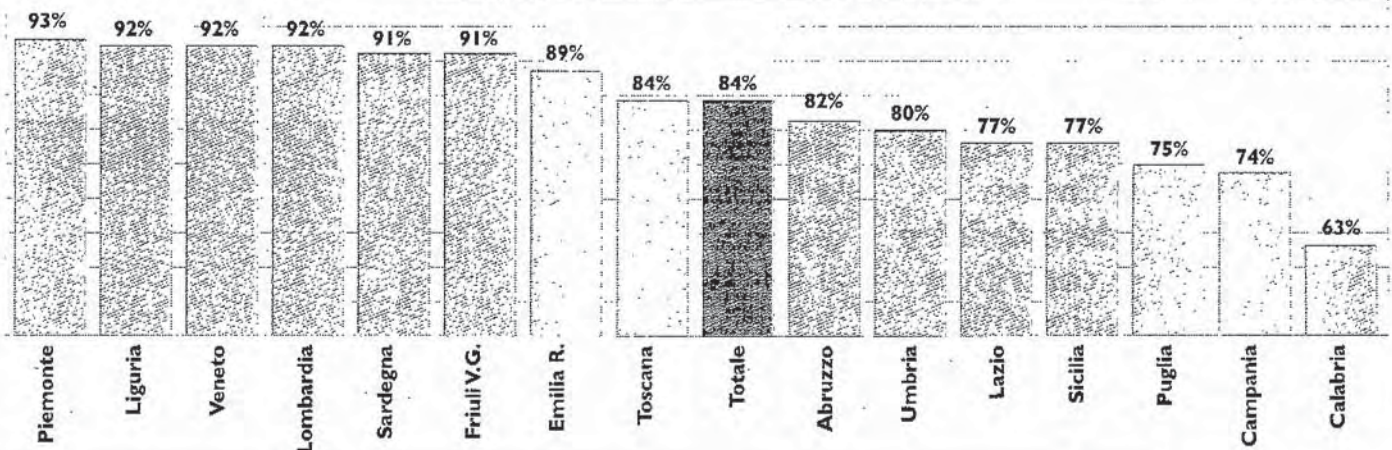 93%
92%
92%
92%
91%
91%
89%
84%
84%
82%
80%
77%
77%
75%
74%
63%
Piemonte
Liguria
Veneto
Lombardia
Sardegna
Friuli V.G.
Emilia R.
Toscana
Totale
Abruzzo
Umbria
Lazio
Sicilia
Puglia
Campania
Calabria